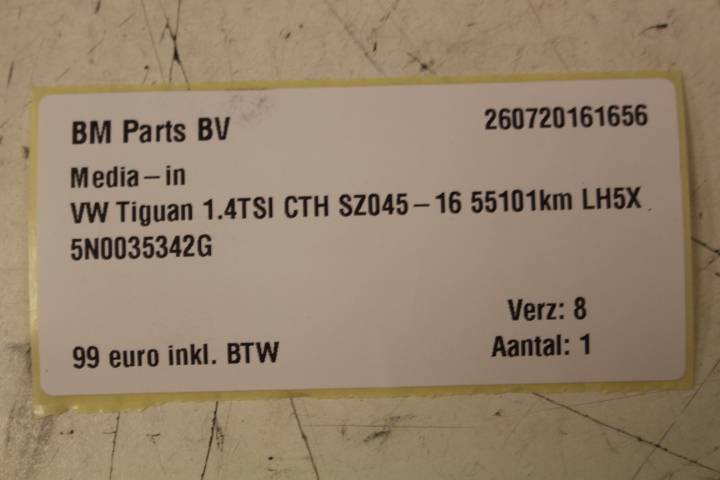 BM Parts BV 260720161656
Media-in
VW Tiguan 1.4TSI CTH SZ045-16 55101km LH5X
5N0035342G
Verz: 8
99 euro inkl. BTW Aantal: 1